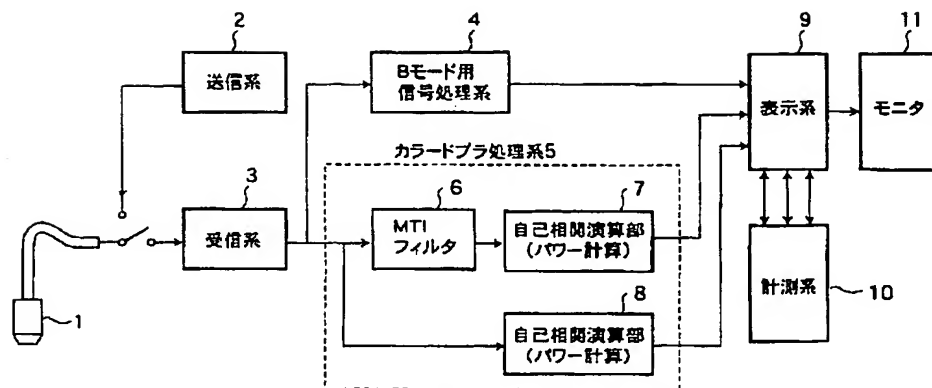 2
送信系
4
Bモード用
信号処理系
9
表示系
11
モニタ
カラードプラ処理系5
3
受信系
6
MTI
フィルタ
7
自己相関演算部
(パワー計算)
計測系
10
8
自己相関演算部
(パワー計算)
1